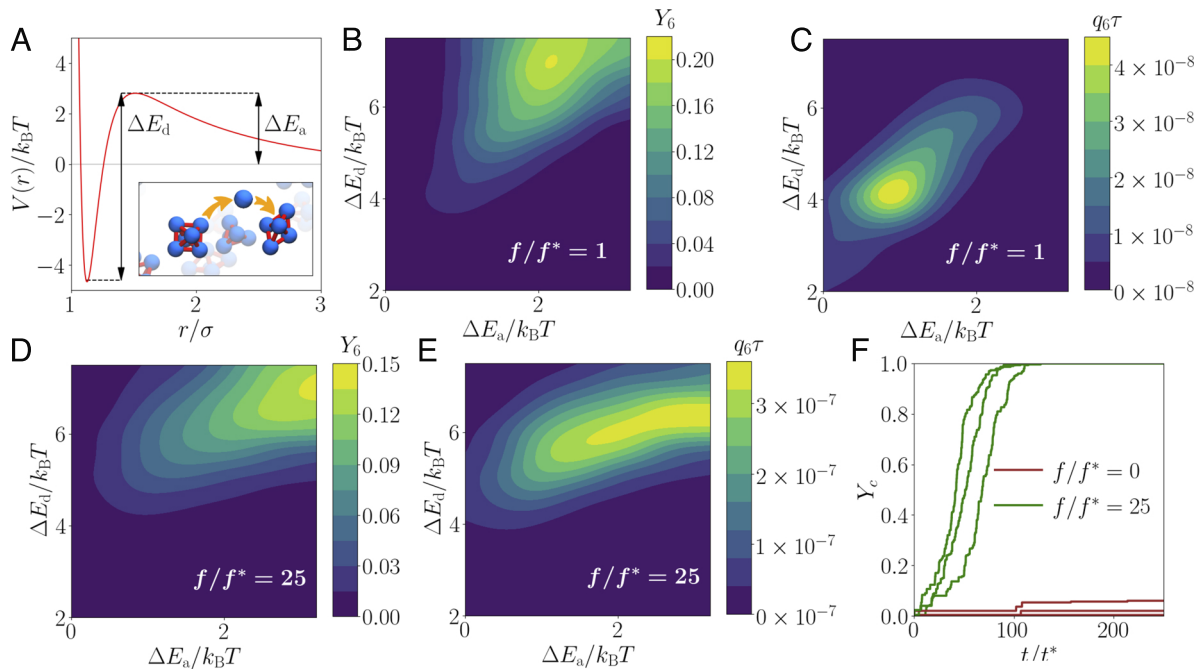 A
V(r)/k_BT
4
2
0
−2
−4
ΔE_d
ΔE_a
1
2
3
r/σ
B
Y_6
ΔE_d/k_BT
6
4
2
0
2
ΔE_a/k_BT
f/f* = 1
0.20
0.16
0.12
0.08
0.04
0.00
C
q_6τ
ΔE_d/k_BT
6
4
2
0
2
ΔE_a/k_BT
f/f* = 1
4 × 10⁻⁸
3 × 10⁻⁸
2 × 10⁻⁸
1 × 10⁻⁸
0 × 10⁻⁸
D
Y_6
ΔE_d/k_BT
6
4
2
0
2
ΔE_a/k_BT
f/f* = 25
0.15
0.12
0.09
0.06
0.03
0.00
E
q_6τ
ΔE_d/k_BT
6
4
2
0
2
ΔE_a/k_BT
f/f* = 25
3 × 10⁻⁷
2 × 10⁻⁷
1 × 10⁻⁷
0 × 10⁻⁷
F
Y_c
1.0
0.8
0.6
0.4
0.2
0.0
f/f* = 0
f/f* = 25
0
100
200
t/t*